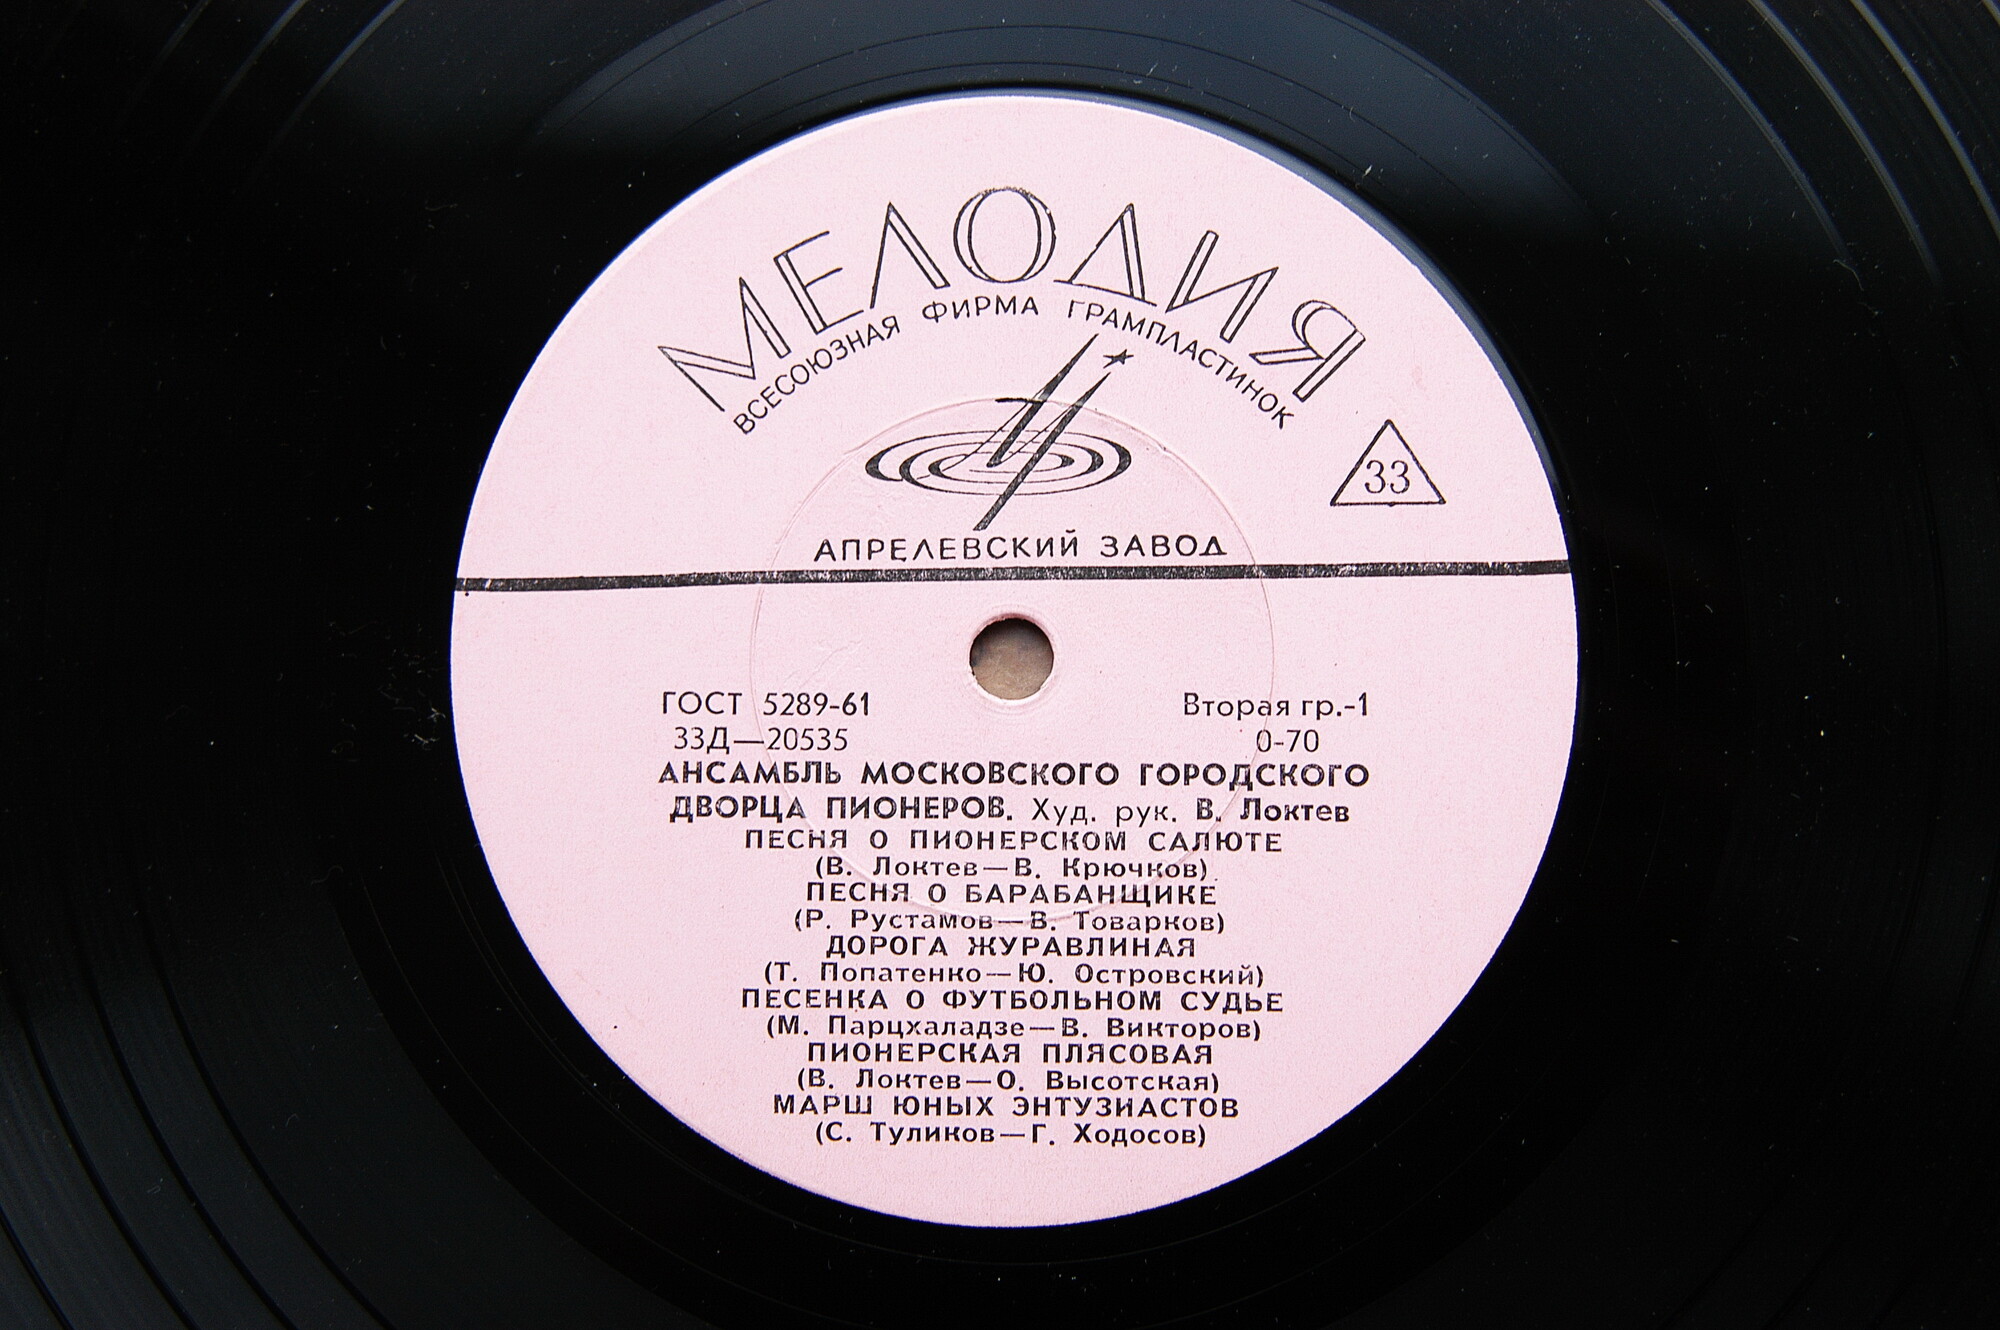 МЕЛОДИЯ
ВСЕСОЮЗНАЯ ФИРМА ГРАМПЛАСТИНОК
33
АПРЕЛЕВСКИЙ ЗАВОД
ГОСТ 5289-61 Вторая гр.-1
33Д—20535 0-70
АНСАМБЛЬ МОСКОВСКОГО ГОРОДСКОГО
ДВОРЦА ПИОНЕРОВ. Худ. рук. В. Локтев
ПЕСНЯ О ПИОНЕРСКОМ САЛЮТЕ
(В. Локтев—В. Крючков)
ПЕСНЯ О БАРАБАНЩИКЕ
(Р. Рустамов—В. Товарков)
ДОРОГА ЖУРАВЛИНАЯ
(Т. Попатенко—Ю. Островский)
ПЕСЕНКА О ФУТБОЛЬНОМ СУДЬЕ
(М. Парцхаладзе—В. Викторов)
ПИОНЕРСКАЯ ПЛЯСОВАЯ
(В. Локтев—О. Высотская)
МАРШ ЮНЫХ ЭНТУЗИАСТОВ
(С. Туликов—Г. Ходосов)